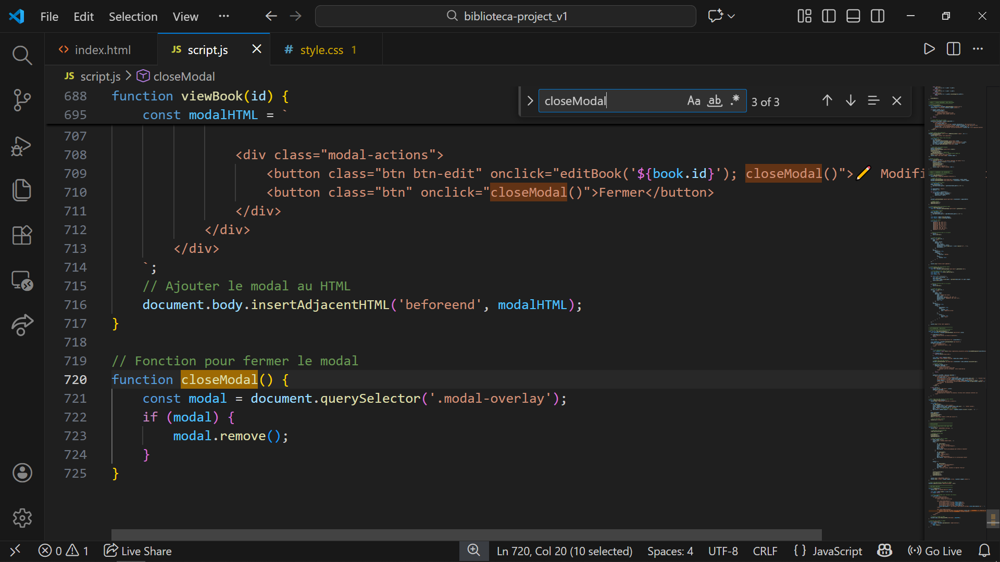 File Edit Selection View ··· biblioteca-project_v1
index.html JS script.js # style.css 1
JS script.js > closeModal
688 function viewBook(id) {
695 const modalHTML = `
closeModal Aa ab .* 3 of 3
707
708 <div class="modal-actions">
709 <button class="btn btn-edit" onclick="editBook('${book.id}'); closeModal()">✏️ Modifi
710 <button class="btn" onclick="closeModal()">Fermer</button>
711 </div>
712 </div>
713 </div>
714 `;
715 // Ajouter le modal au HTML
716 document.body.insertAdjacentHTML('beforeend', modalHTML);
717 }
718
719 // Fonction pour fermer le modal
720 function closeModal() {
721 const modal = document.querySelector('.modal-overlay');
722 if (modal) {
723 modal.remove();
724 }
725 }
0 1 Live Share Ln 720, Col 20 (10 selected) Spaces: 4 UTF-8 CRLF {} JavaScript Go Live